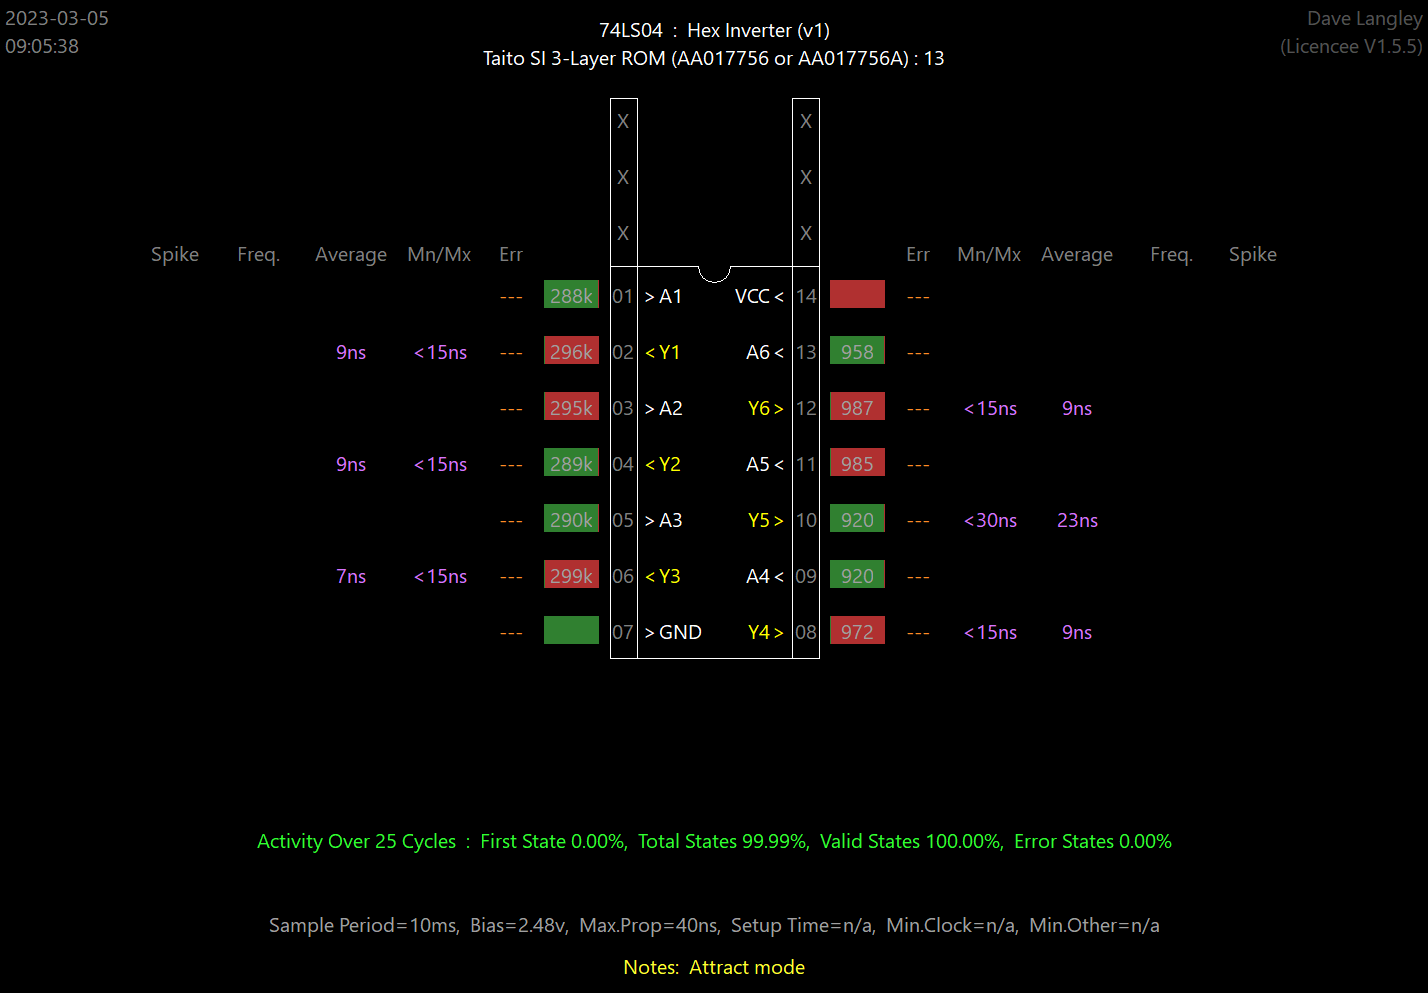 2023-03-05
09:05:38
74LS04 : Hex Inverter (v1)
Taito SI 3-Layer ROM (AA017756 or AA017756A) : 13
Dave Langley
(Licencee V1.5.5)
X X
X X
X X
Spike Freq. Average Mn/Mx Err Err Mn/Mx Average Freq. Spike
--- 288k 01 >A1 VCC< 14 ---
9ns <15ns --- 296k 02 <Y1 A6< 13 958 ---
--- 295k 03 >A2 Y6> 12 987 --- <15ns 9ns
9ns <15ns --- 289k 04 <Y2 A5< 11 985 ---
--- 290k 05 >A3 Y5> 10 920 --- <30ns 23ns
7ns <15ns --- 299k 06 <Y3 A4< 09 920 ---
--- 07 >GND Y4> 08 972 --- <15ns 9ns
Activity Over 25 Cycles : First State 0.00%, Total States 99.99%, Valid States 100.00%, Error States 0.00%
Sample Period=10ms, Bias=2.48v, Max.Prop=40ns, Setup Time=n/a, Min.Clock=n/a, Min.Other=n/a
Notes: Attract mode